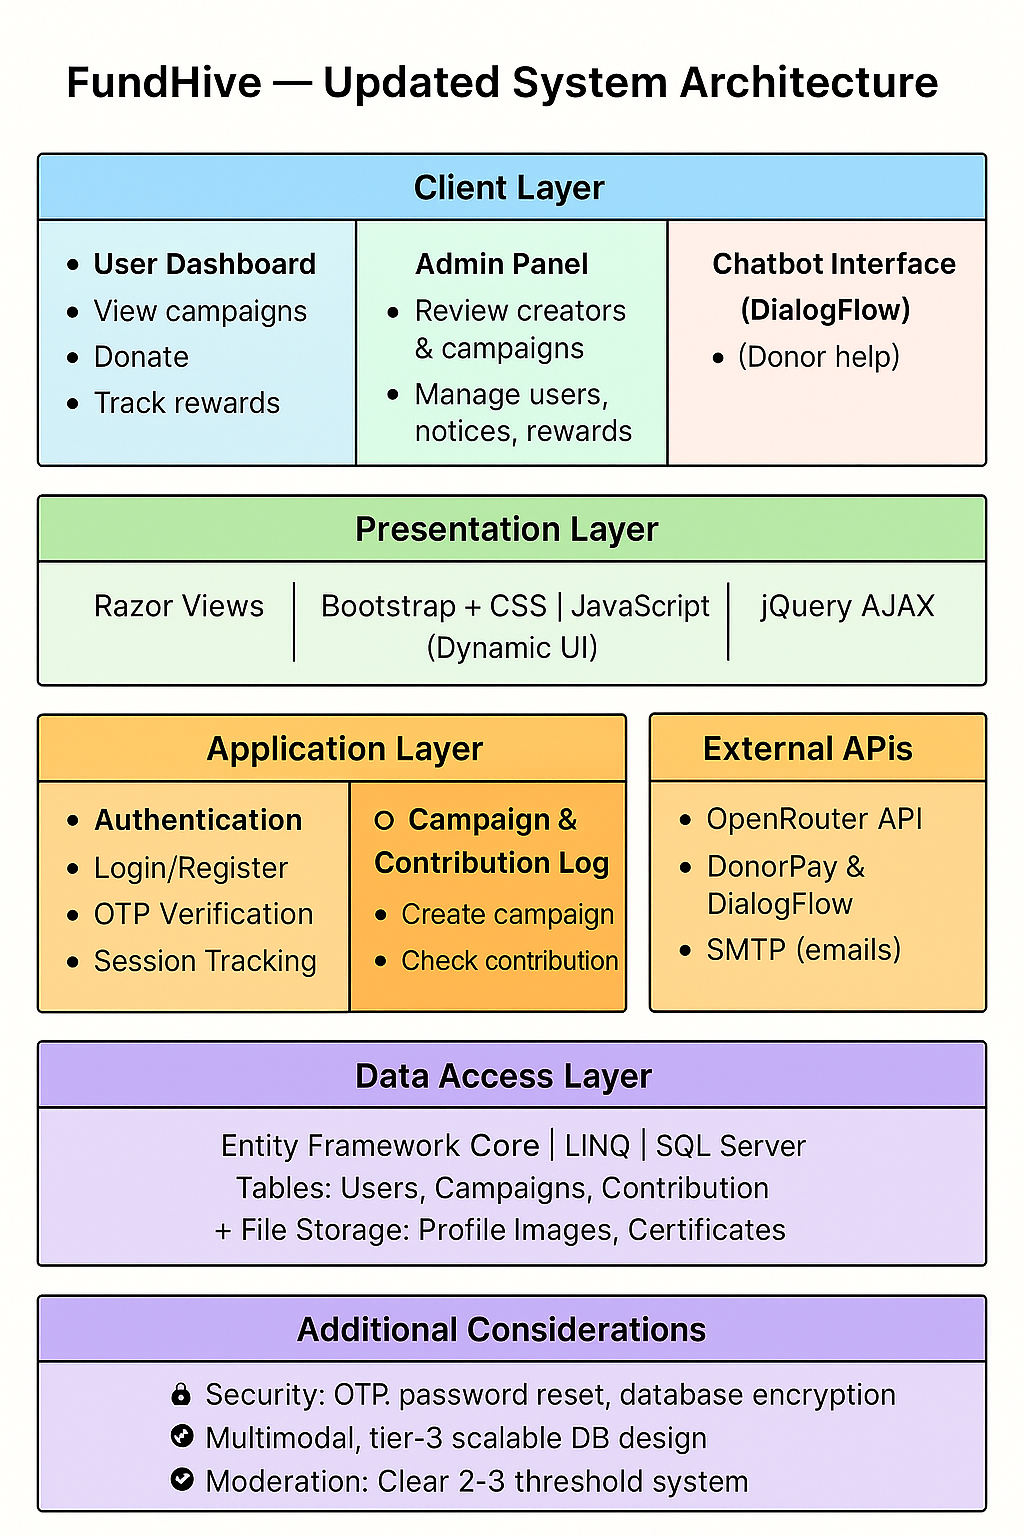 FundHive — Updated System Architecture
Client Layer
• User Dashboard
• View campaigns
• Donate
• Track rewards
Admin Panel
• Review creators
& campaigns
• Manage users,
notices, rewards
Chatbot Interface
(DialogFlow)
• (Donor help)
Presentation Layer
Razor Views
Bootstrap + CSS | JavaScript
(Dynamic UI)
jQuery AJAX
Application Layer
• Authentication
• Login/Register
• OTP Verification
• Session Tracking
○ Campaign &
Contribution Log
• Create campaign
• Check contribution
External APis
• OpenRouter API
• DonorPay &
DialogFlow
• SMTP (emails)
Data Access Layer
Entity Framework Core | LINQ | SQL Server
Tables: Users, Campaigns, Contribution
+ File Storage: Profile Images, Certificates
Additional Considerations
Security: OTP. password reset, database encryption
Multimodal, tier-3 scalable DB design
Moderation: Clear 2-3 threshold system